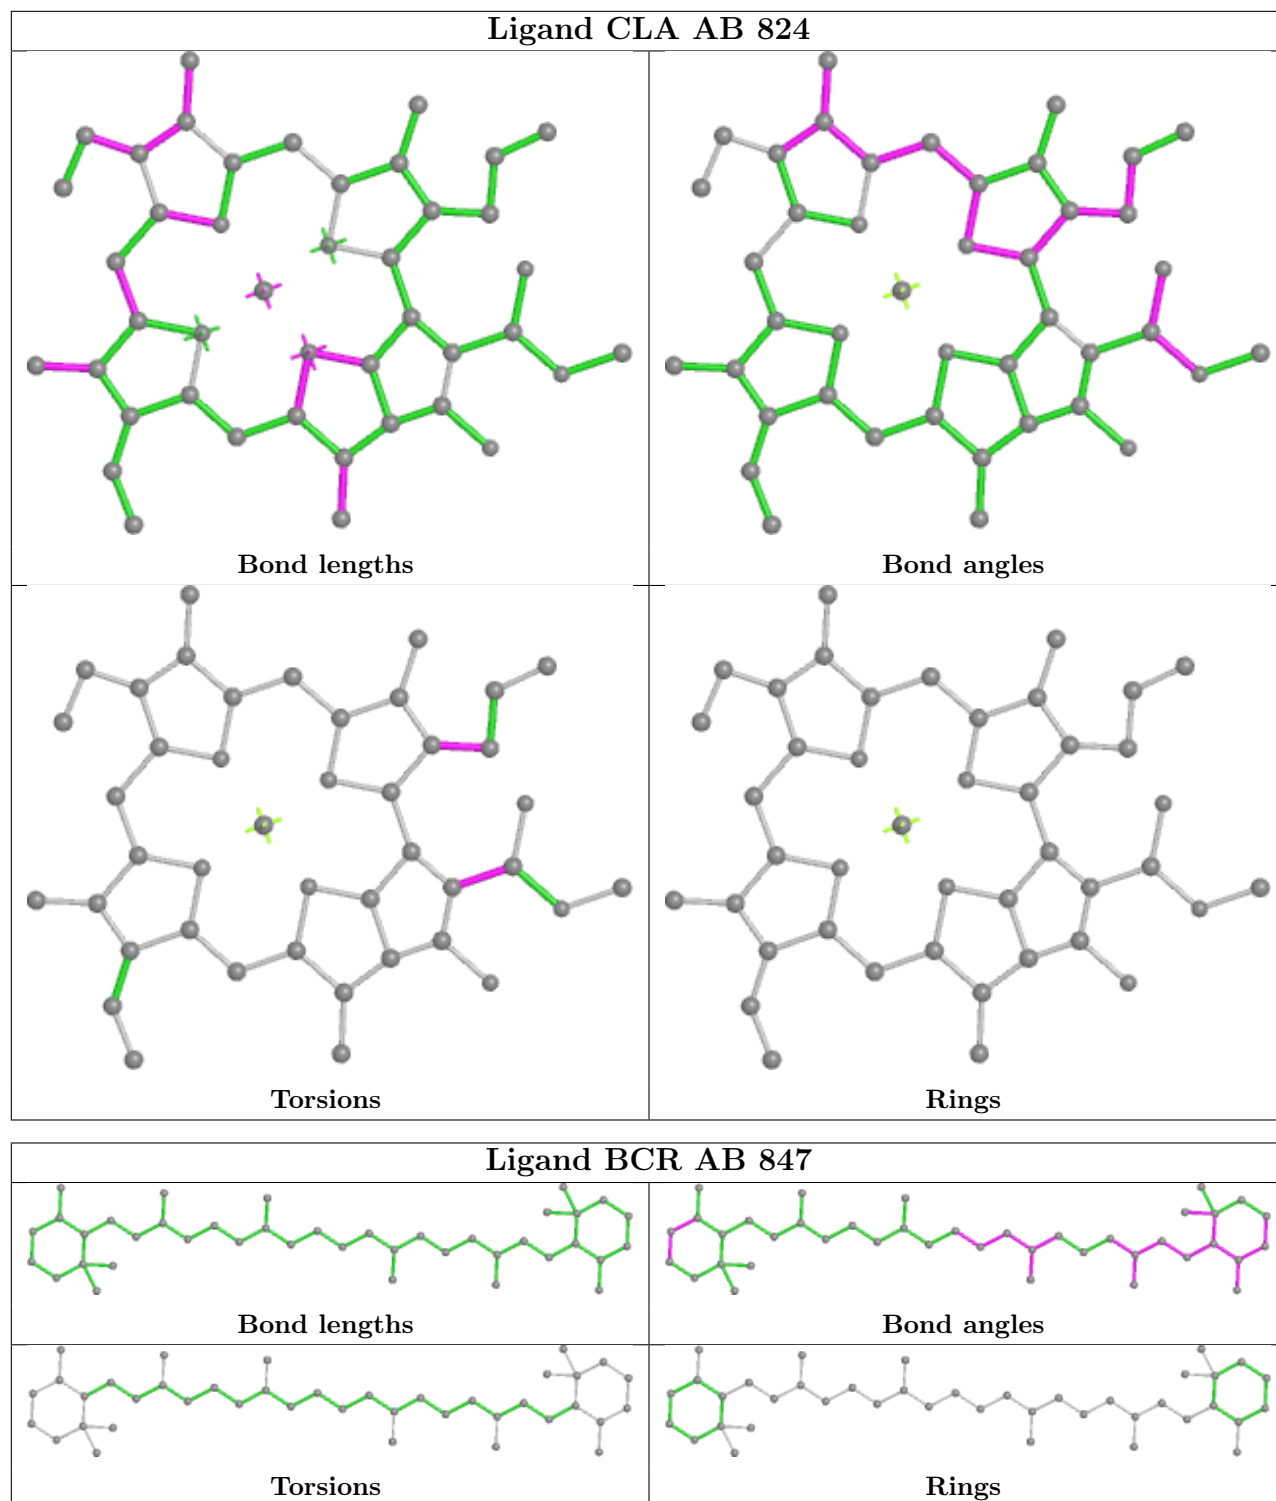 Ligand CLA AB 824
Bond lengths
Bond angles
Torsions
Rings
Ligand BCR AB 847
Bond lengths
Bond angles
Torsions
Rings